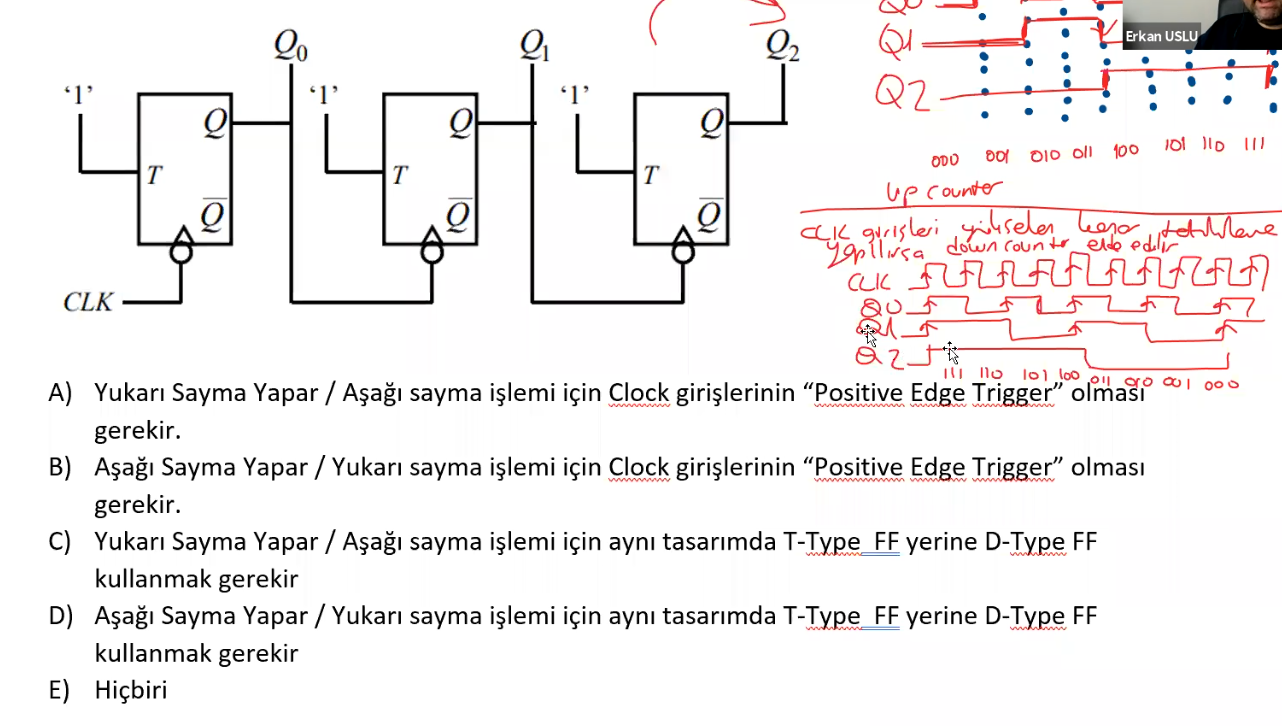 Q0
Q1
Erkan USLU
Q2
000 001 010 011 100 101 110 111
Up counter
CLK girişleri yükselen kenar tetikleme
yapılırsa down counter elde edilir
CLK
Q0
Q1
Q2
111 110 101 100 011 010 001 000
Q₀ Q₁ Q₂
‘1’ ‘1’ ‘1’
Q Q Q
T T T
Q̅ Q̅ Q̅
CLK
A) Yukarı Sayma Yapar / Aşağı sayma işlemi için Clock girişlerinin “Positive Edge Trigger” olması
gerekir.
B) Aşağı Sayma Yapar / Yukarı sayma işlemi için Clock girişlerinin “Positive Edge Trigger” olması
gerekir.
C) Yukarı Sayma Yapar / Aşağı sayma işlemi için aynı tasarımda T-Type FF yerine D-Type FF
kullanmak gerekir
D) Aşağı Sayma Yapar / Yukarı sayma işlemi için aynı tasarımda T-Type FF yerine D-Type FF
kullanmak gerekir
E) Hiçbiri